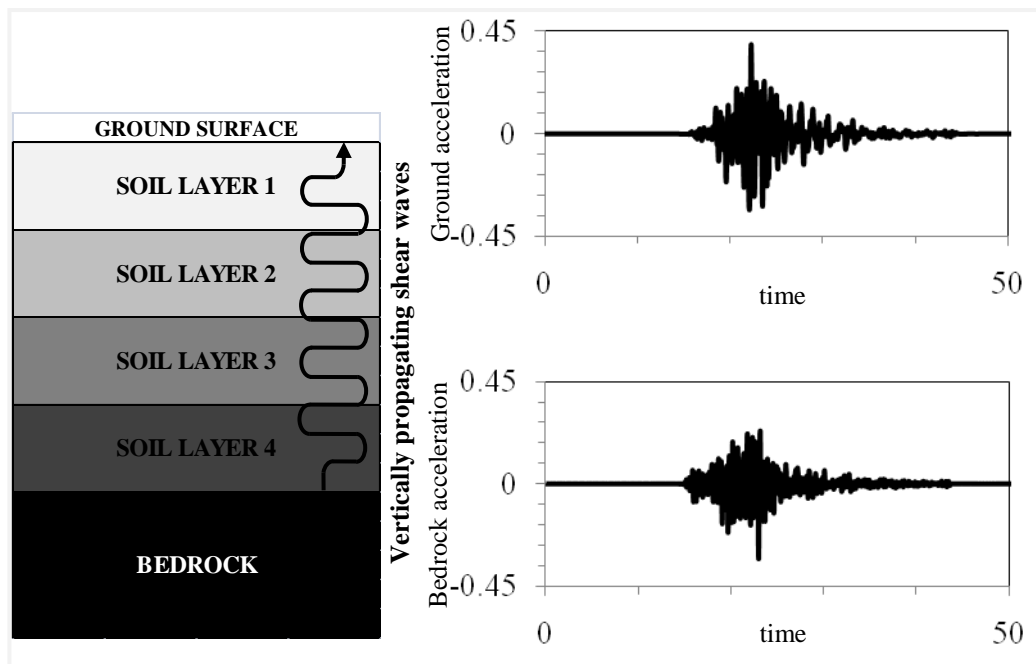 GROUND SURFACE
SOIL LAYER 1
SOIL LAYER 2
SOIL LAYER 3
SOIL LAYER 4
BEDROCK
Vertically propagating shear waves
Ground acceleration
0.45
0
-0.45
0
50
time
Bedrock acceleration
0.45
0
-0.45
0
50
time